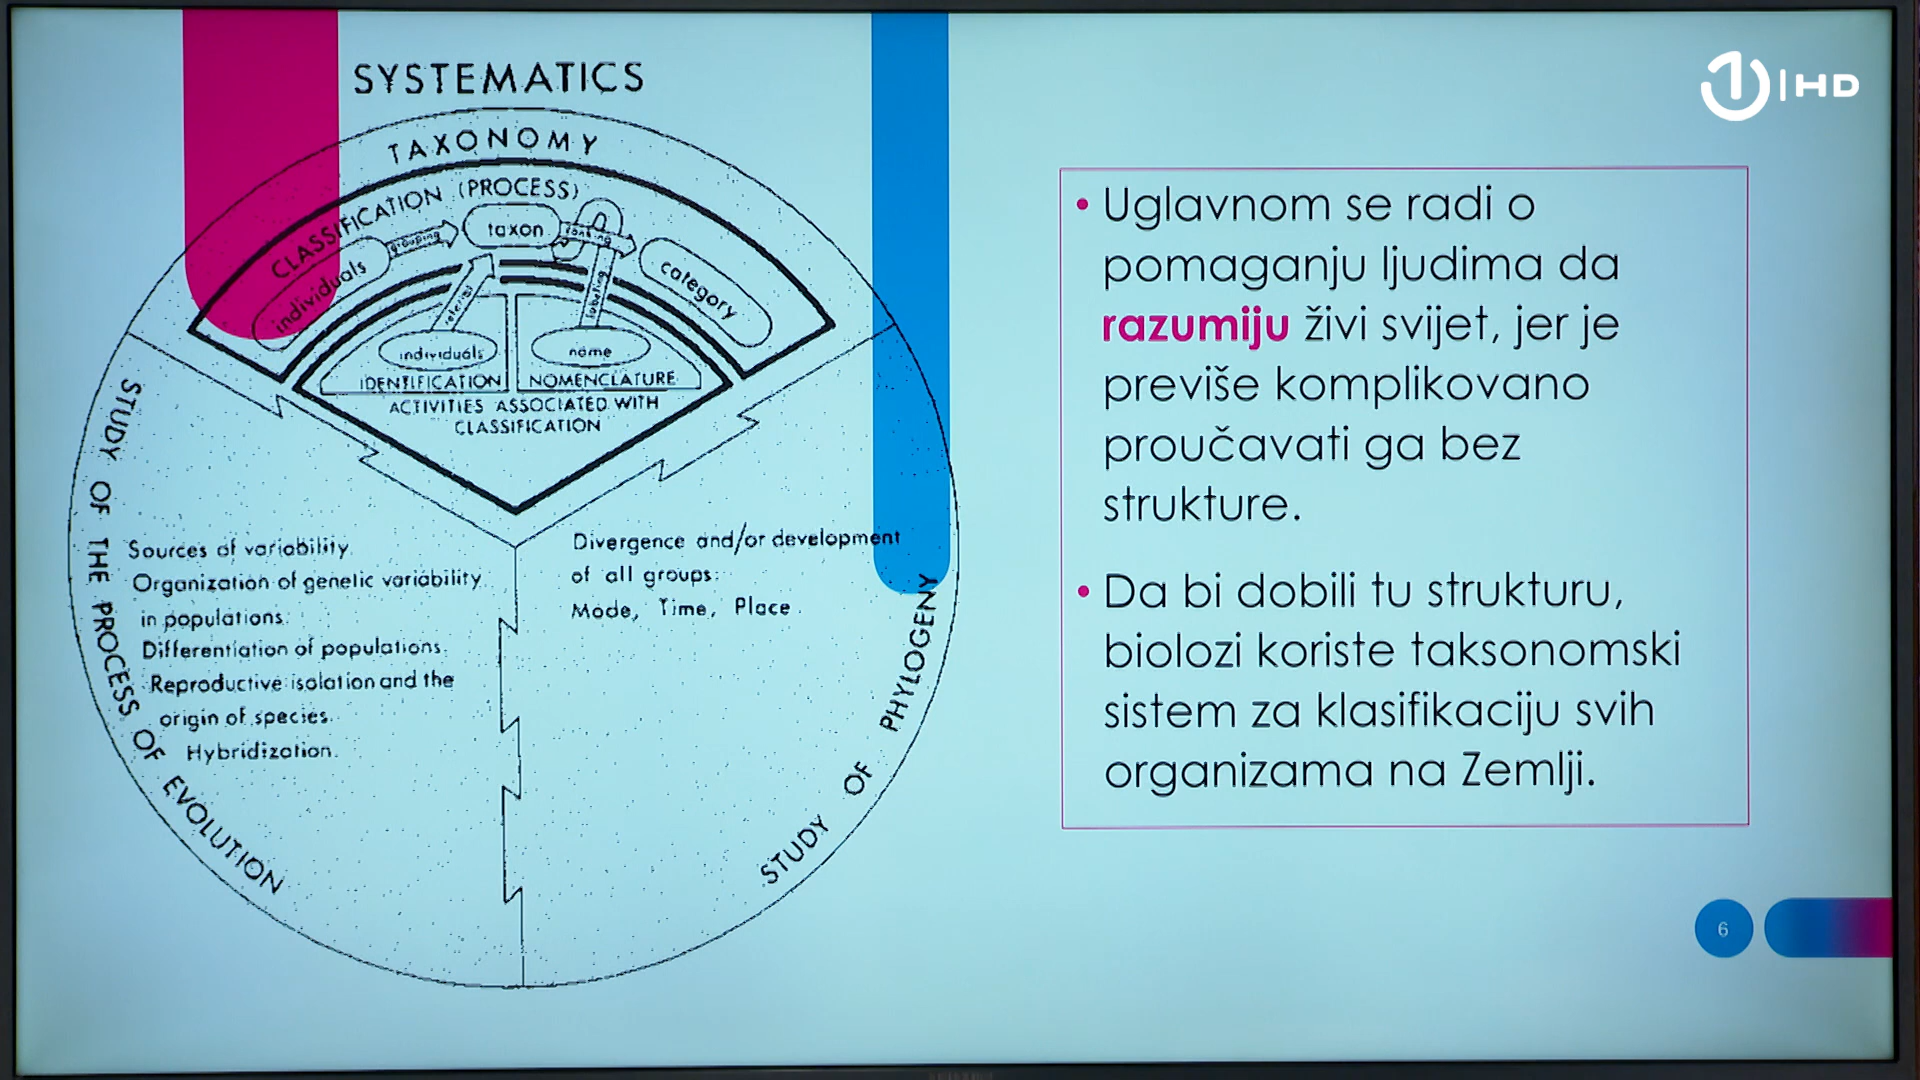 SYSTEMATICS
TAXONOMY
CLASSIFICATION (PROCESS)
individuals
grouping
taxon
ranking
category
labeling
individuals
name
IDENTIFICATION
NOMENCLATURE
ACTIVITIES ASSOCIATED WITH
CLASSIFICATION
STUDY OF THE PROCESS OF EVOLUTION
Sources of variability.
Organization of genetic variability
in populations.
Differentiation of populations.
Reproductive isolation and the
origin of species.
Hybridization.
Divergence and/or development
of all groups:
Mode, Time, Place.
STUDY OF PHYLOGENY
1 HD
• Uglavnom se radi o
pomaganju ljudima da
razumiju živi svijet, jer je
previše komplikovano
proučavati ga bez
strukture.
• Da bi dobili tu strukturu,
biolozi koriste taksonomski
sistem za klasifikaciju svih
organizama na Zemlji.
6